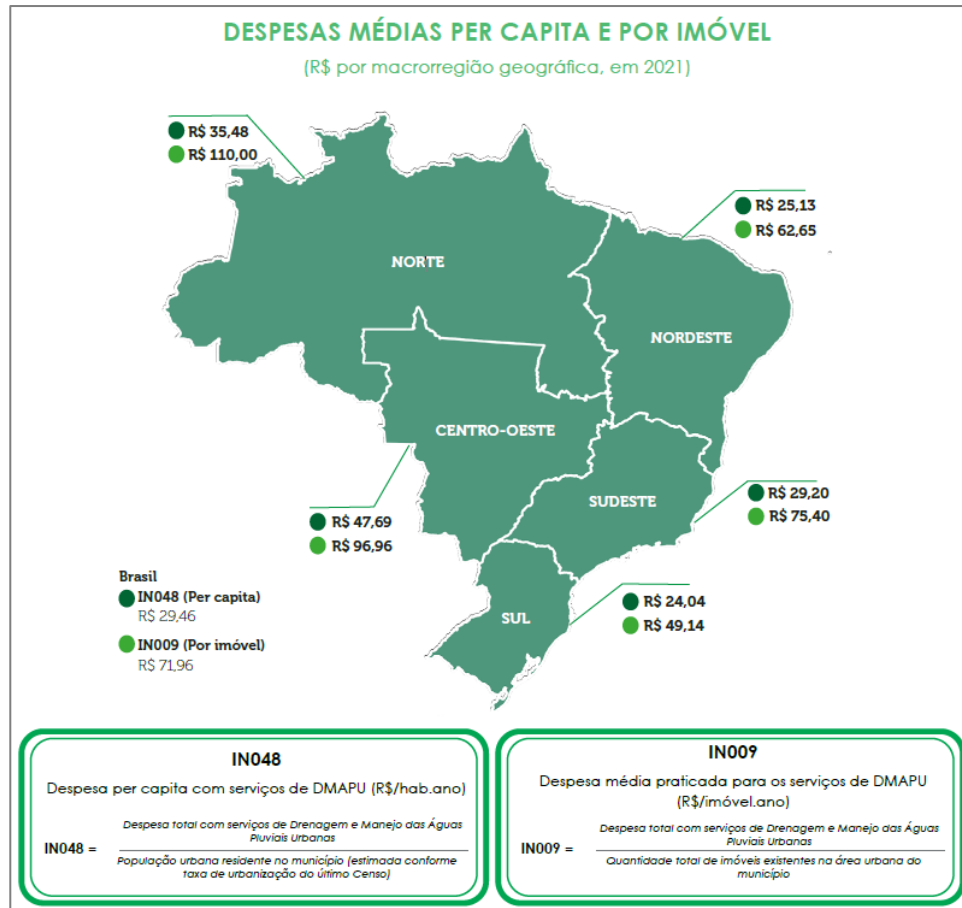 DESPESAS MÉDIAS PER CAPITA E POR IMÓVEL
(R$ por macrorregião geográfica, em 2021)
R$ 35,48
R$ 110,00
R$ 25,13
R$ 62,65
NORTE
NORDESTE
CENTRO-OESTE
SUDESTE
R$ 29,20
R$ 75,40
R$ 47,69
R$ 96,96
Brasil
IN048 (Per capita)
R$ 29,46
IN009 (Por imóvel)
R$ 71,96
SUL
R$ 24,04
R$ 49,14
IN048
Despesa per capita com serviços de DMAPU (R$/hab.ano)
IN048 =
Despesa total com serviços de Drenagem e Manejo das Águas
Pluviais Urbanas
População urbana residente no município (estimada conforme
taxa de urbanização do último Censo)
IN009
Despesa média praticada para os serviços de DMAPU
(R$/imóvel.ano)
IN009 =
Despesa total com serviços de Drenagem e Manejo das Águas
Pluviais Urbanas
Quantidade total de imóveis existentes na área urbana do
município